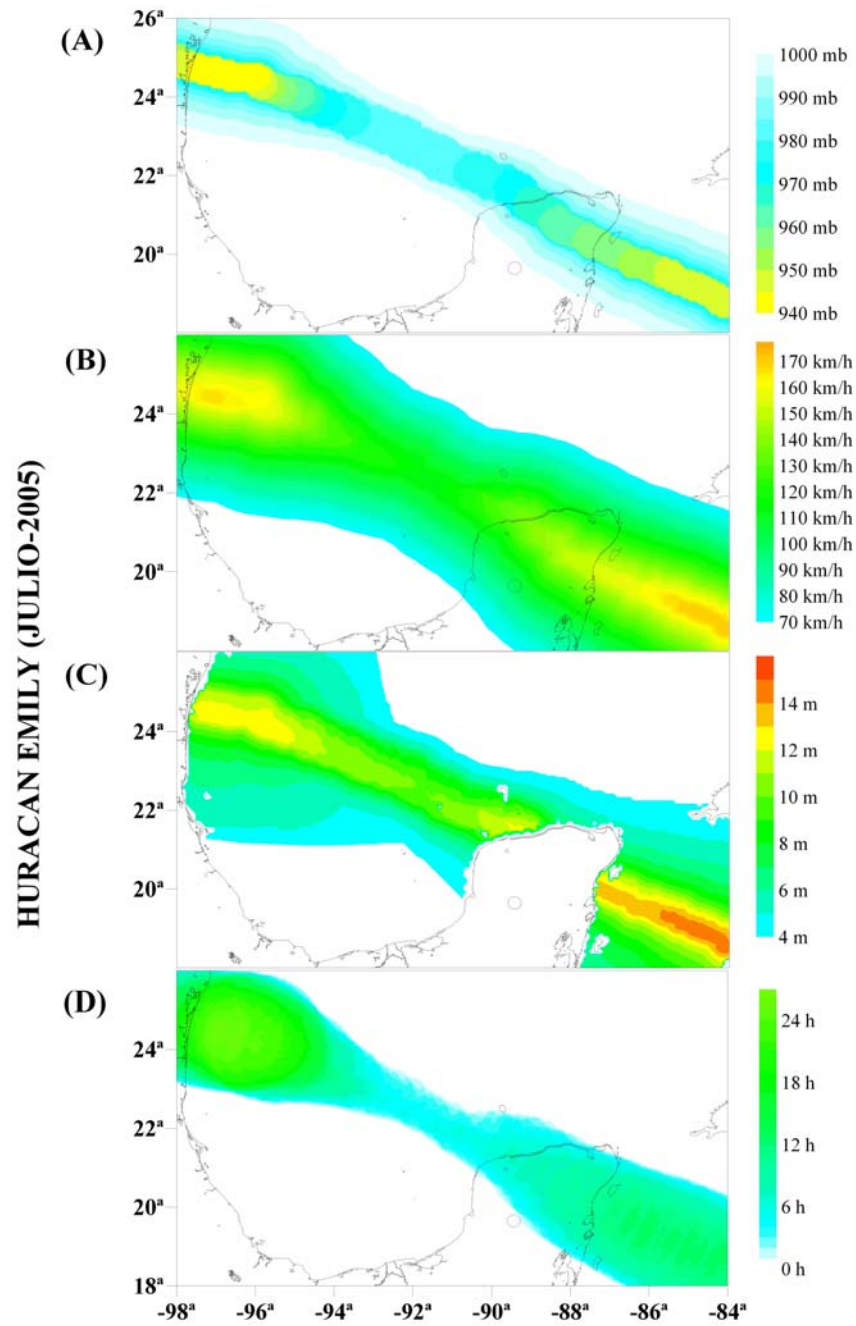 HURACAN EMILY (JULIO-2005)
(A)
26ª
24ª
22ª
20ª
1000 mb
990 mb
980 mb
970 mb
960 mb
950 mb
940 mb
(B)
24ª
22ª
20ª
170 km/h
160 km/h
150 km/h
140 km/h
130 km/h
120 km/h
110 km/h
100 km/h
90 km/h
80 km/h
70 km/h
(C)
24ª
22ª
20ª
14 m
12 m
10 m
8 m
6 m
4 m
(D)
24ª
22ª
20ª
18ª
24 h
18 h
12 h
6 h
0 h
-98ª -96ª -94ª -92ª -90ª -88ª -86ª -84ª